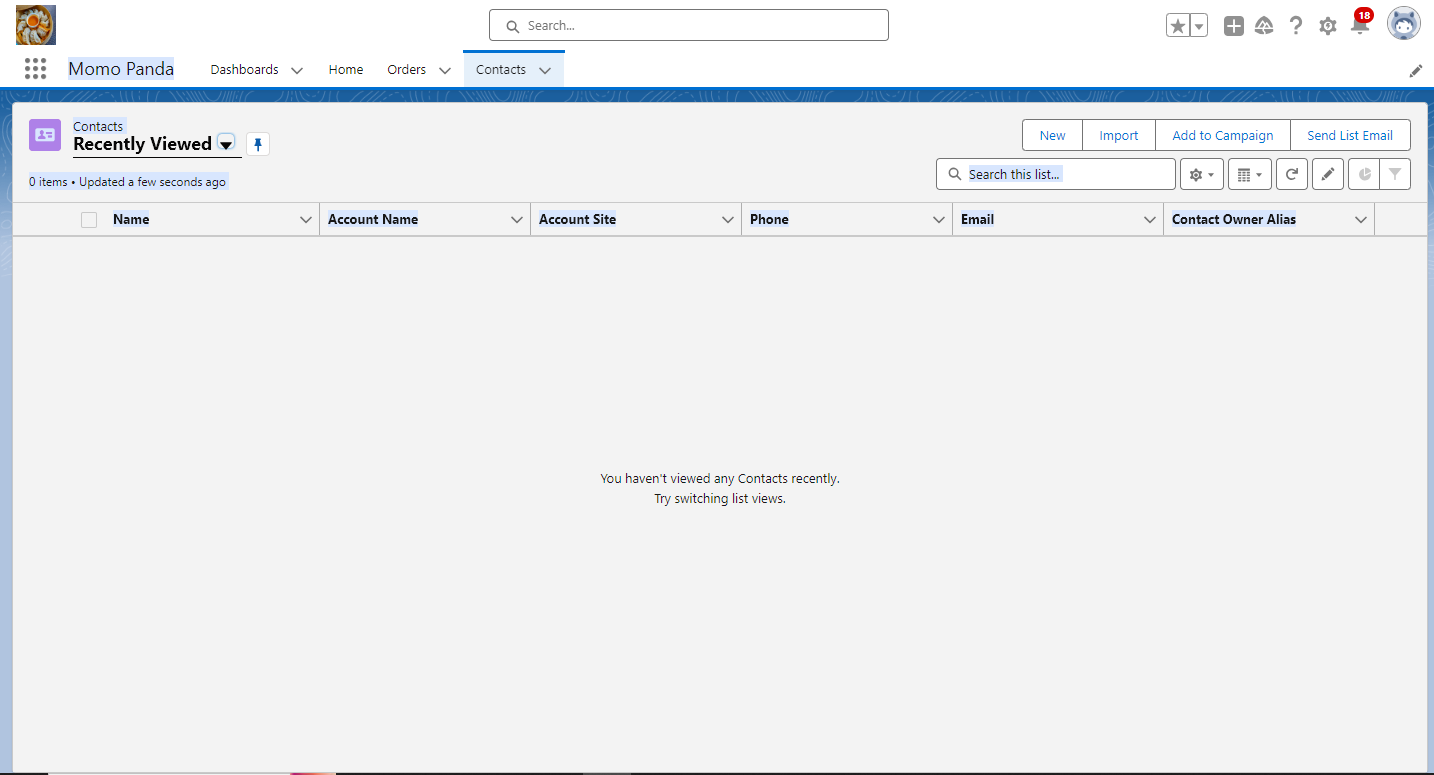 Search...
18
Momo Panda
Dashboards
Home
Orders
Contacts
Contacts
Recently Viewed
New
Import
Add to Campaign
Send List Email
0 items • Updated a few seconds ago
Search this list...
Name
Account Name
Account Site
Phone
Email
Contact Owner Alias
You haven't viewed any Contacts recently.
Try switching list views.